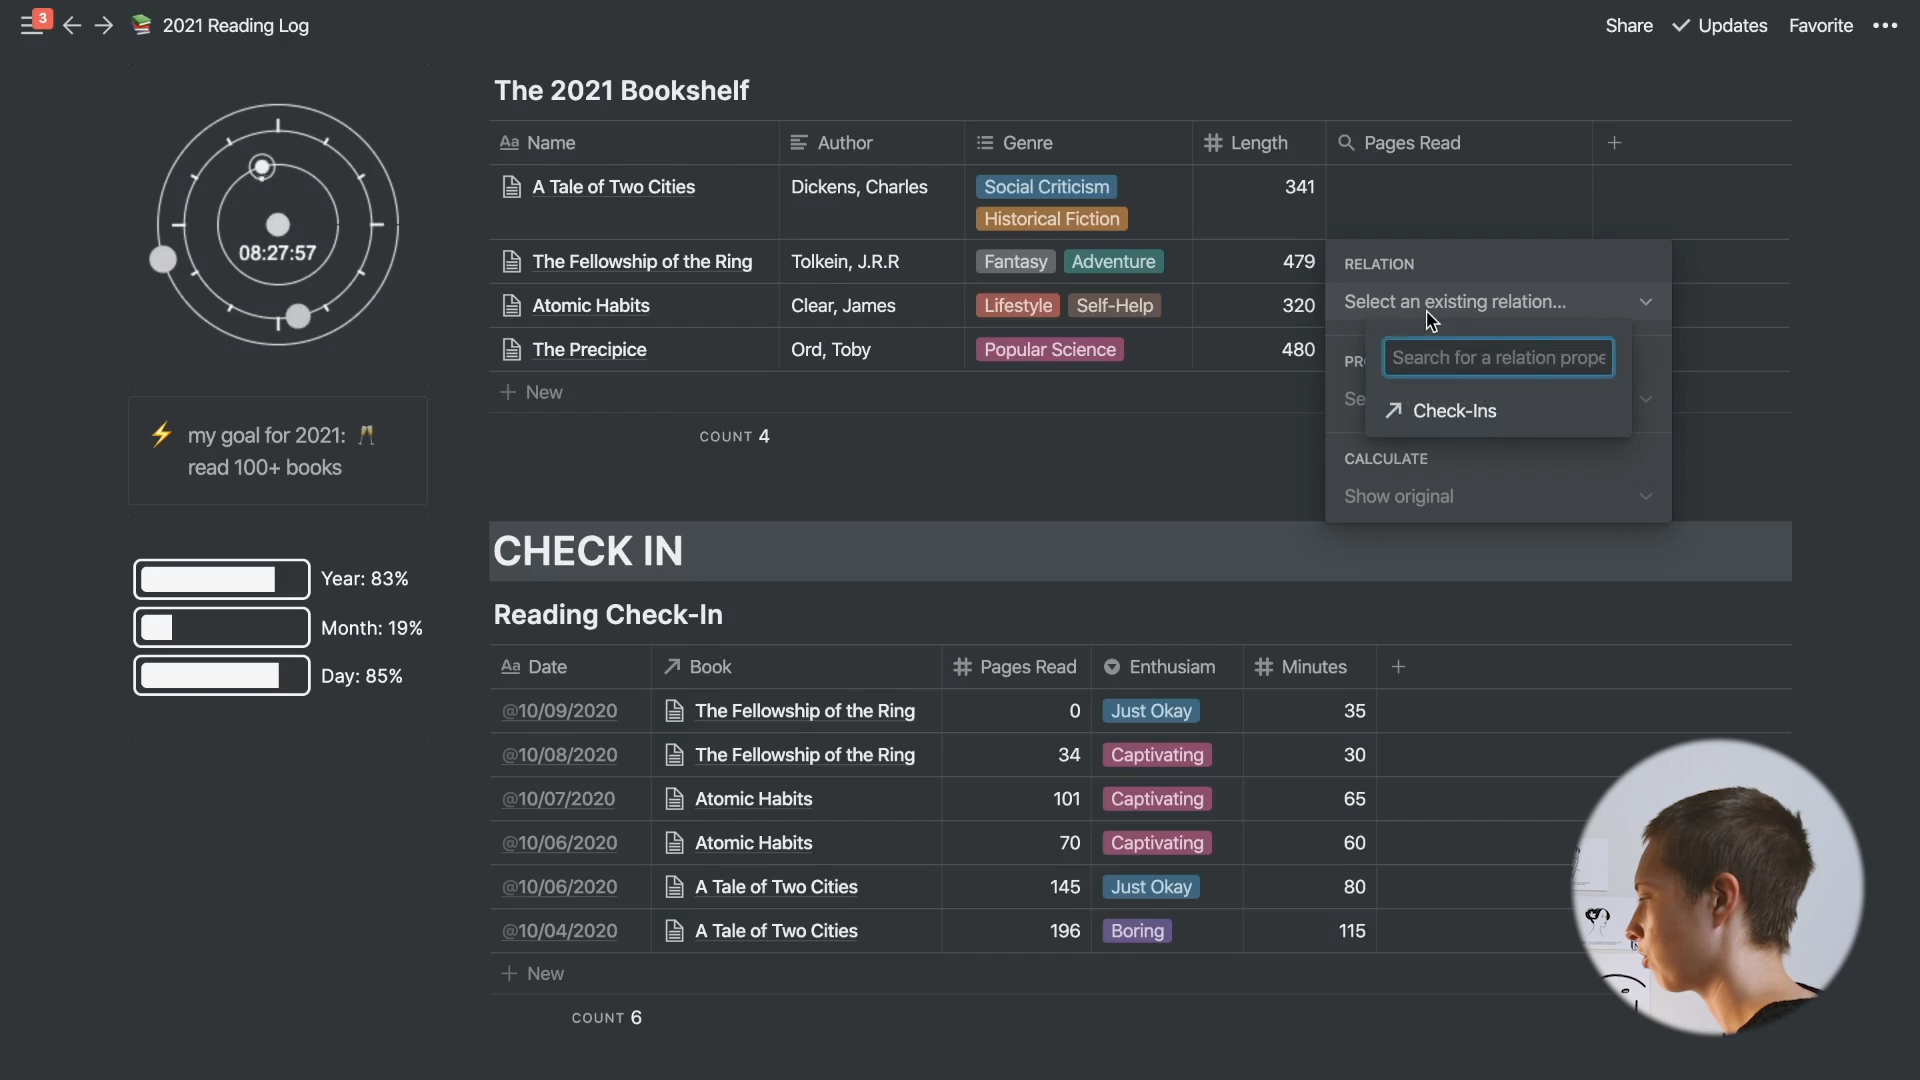 3
2021 Reading Log
Share
Updates
Favorite
08:27:57
my goal for 2021:
read 100+ books
Year: 83%
Month: 19%
Day: 85%
The 2021 Bookshelf
Aa Name Author Genre Length Pages Read
A Tale of Two Cities Dickens, Charles Social Criticism 341
Historical Fiction
The Fellowship of the Ring Tolkein, J.R.R Fantasy Adventure 479
Atomic Habits Clear, James Lifestyle Self-Help 320
The Precipice Ord, Toby Popular Science 480
+ New
COUNT 4
RELATION
Select an existing relation...
PR
Search for a relation prope
Se
Check-Ins
CALCULATE
Show original
CHECK IN
Reading Check-In
Aa Date Book Pages Read Enthusiam Minutes
@10/09/2020 The Fellowship of the Ring 0 Just Okay 35
@10/08/2020 The Fellowship of the Ring 34 Captivating 30
@10/07/2020 Atomic Habits 101 Captivating 65
@10/06/2020 Atomic Habits 70 Captivating 60
@10/06/2020 A Tale of Two Cities 145 Just Okay 80
@10/04/2020 A Tale of Two Cities 196 Boring 115
+ New
COUNT 6